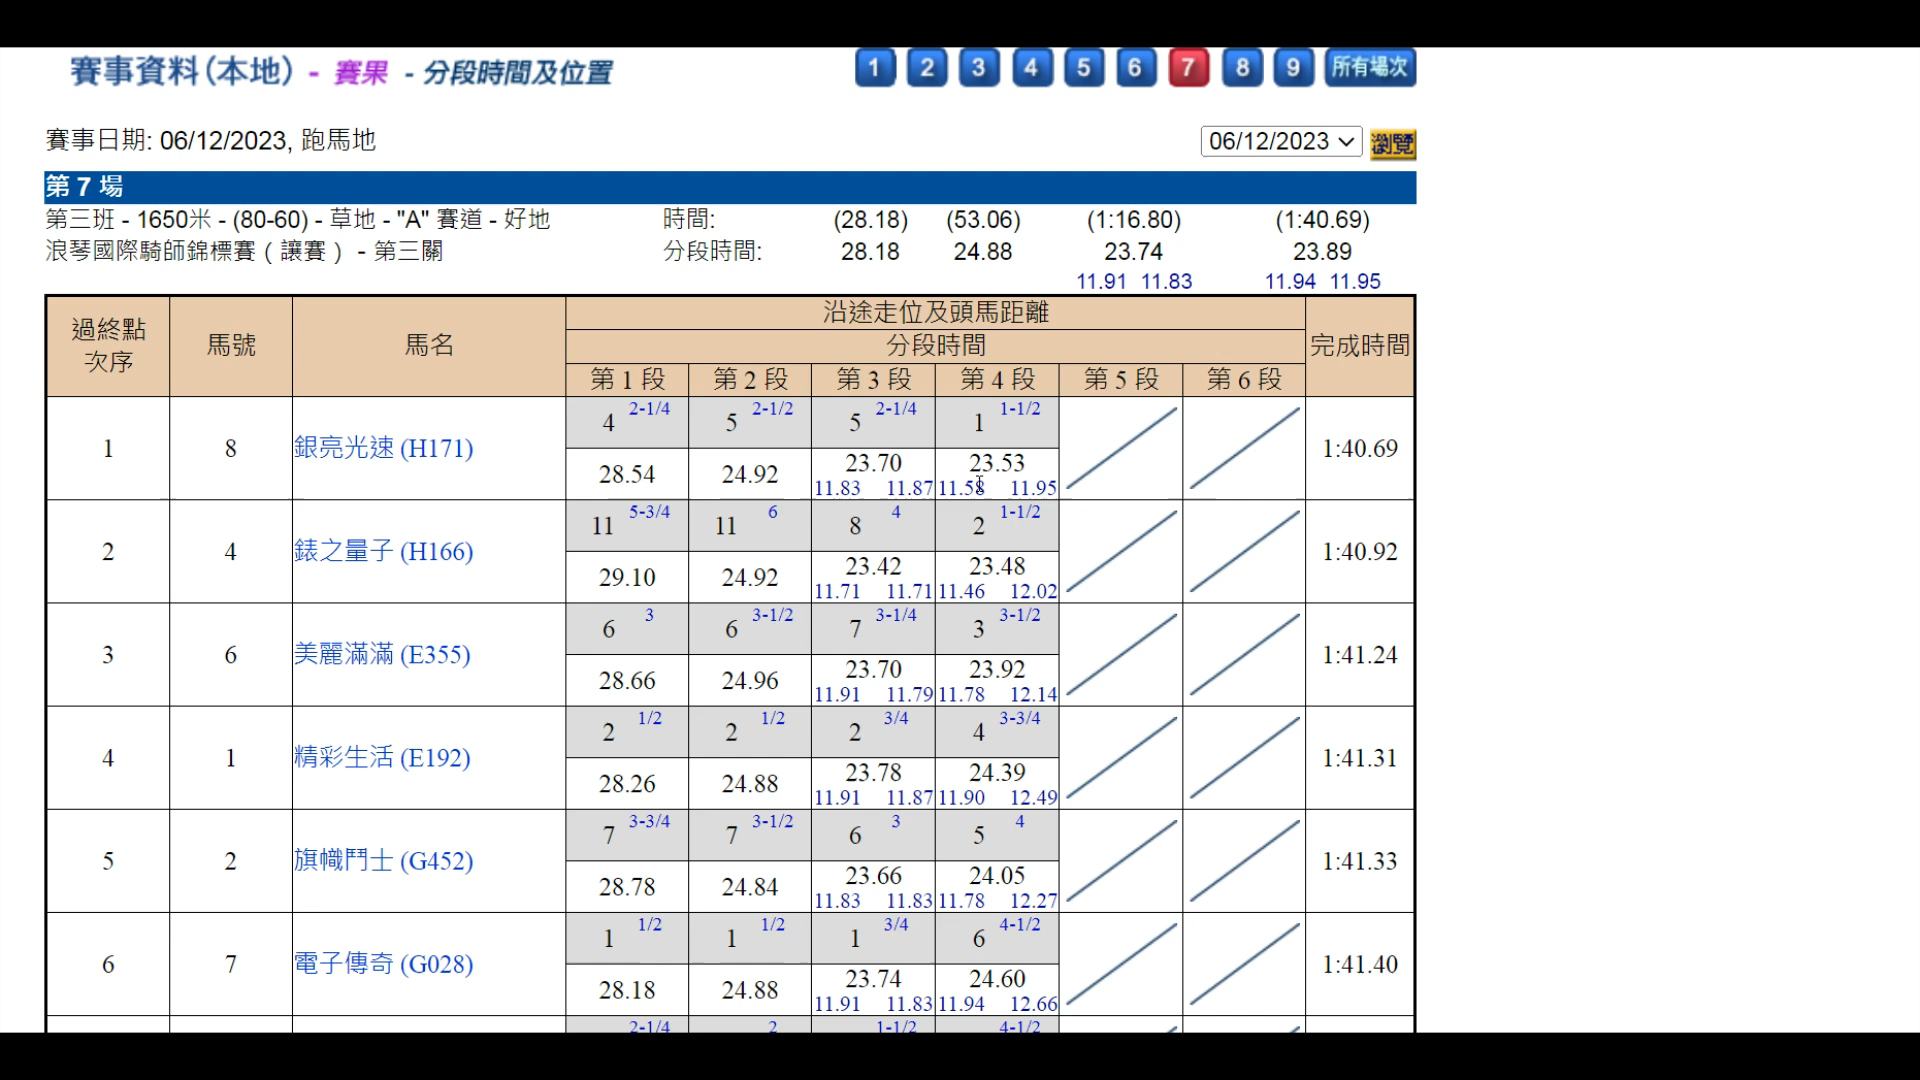 賽事資料(本地) - 賽果 - 分段時間及位置 1 2 3 4 5 6 7 8 9 所有場次
賽事日期: 06/12/2023, 跑馬地 06/12/2023 瀏覽
第 7 場
第三班 - 1650米 - (80-60) - 草地 - "A" 賽道 - 好地 時間: (28.18) (53.06) (1:16.80) (1:40.69)
浪琴國際騎師錦標賽（讓賽） - 第三關 分段時間: 28.18 24.88 23.74 23.89
11.91 11.83 11.94 11.95
過終點次序 馬號 馬名 沿途走位及頭馬距離 完成時間
分段時間
第 1 段 第 2 段 第 3 段 第 4 段 第 5 段 第 6 段
1 8 銀亮光速 (H171) 4 2-1/4 5 2-1/2 5 2-1/4 1 1-1/2 1:40.69
28.54 24.92 23.70 23.53
11.83 11.87 11.58 11.95
2 4 錶之量子 (H166) 11 5-3/4 11 6 8 4 2 1-1/2 1:40.92
29.10 24.92 23.42 23.48
11.71 11.71 11.46 12.02
3 6 美麗滿滿 (E355) 6 3 6 3-1/2 7 3-1/4 3 3-1/2 1:41.24
28.66 24.96 23.70 23.92
11.91 11.79 11.78 12.14
4 1 精彩生活 (E192) 2 1/2 2 1/2 2 3/4 4 3-3/4 1:41.31
28.26 24.88 23.78 24.39
11.91 11.87 11.90 12.49
5 2 旗幟鬥士 (G452) 7 3-3/4 7 3-1/2 6 3 5 4 1:41.33
28.78 24.84 23.66 24.05
11.83 11.83 11.78 12.27
6 7 電子傳奇 (G028) 1 1/2 1 1/2 1 3/4 6 4-1/2 1:41.40
28.18 24.88 23.74 24.60
11.91 11.83 11.94 12.66
2-1/4 2 1-1/2 4-1/2